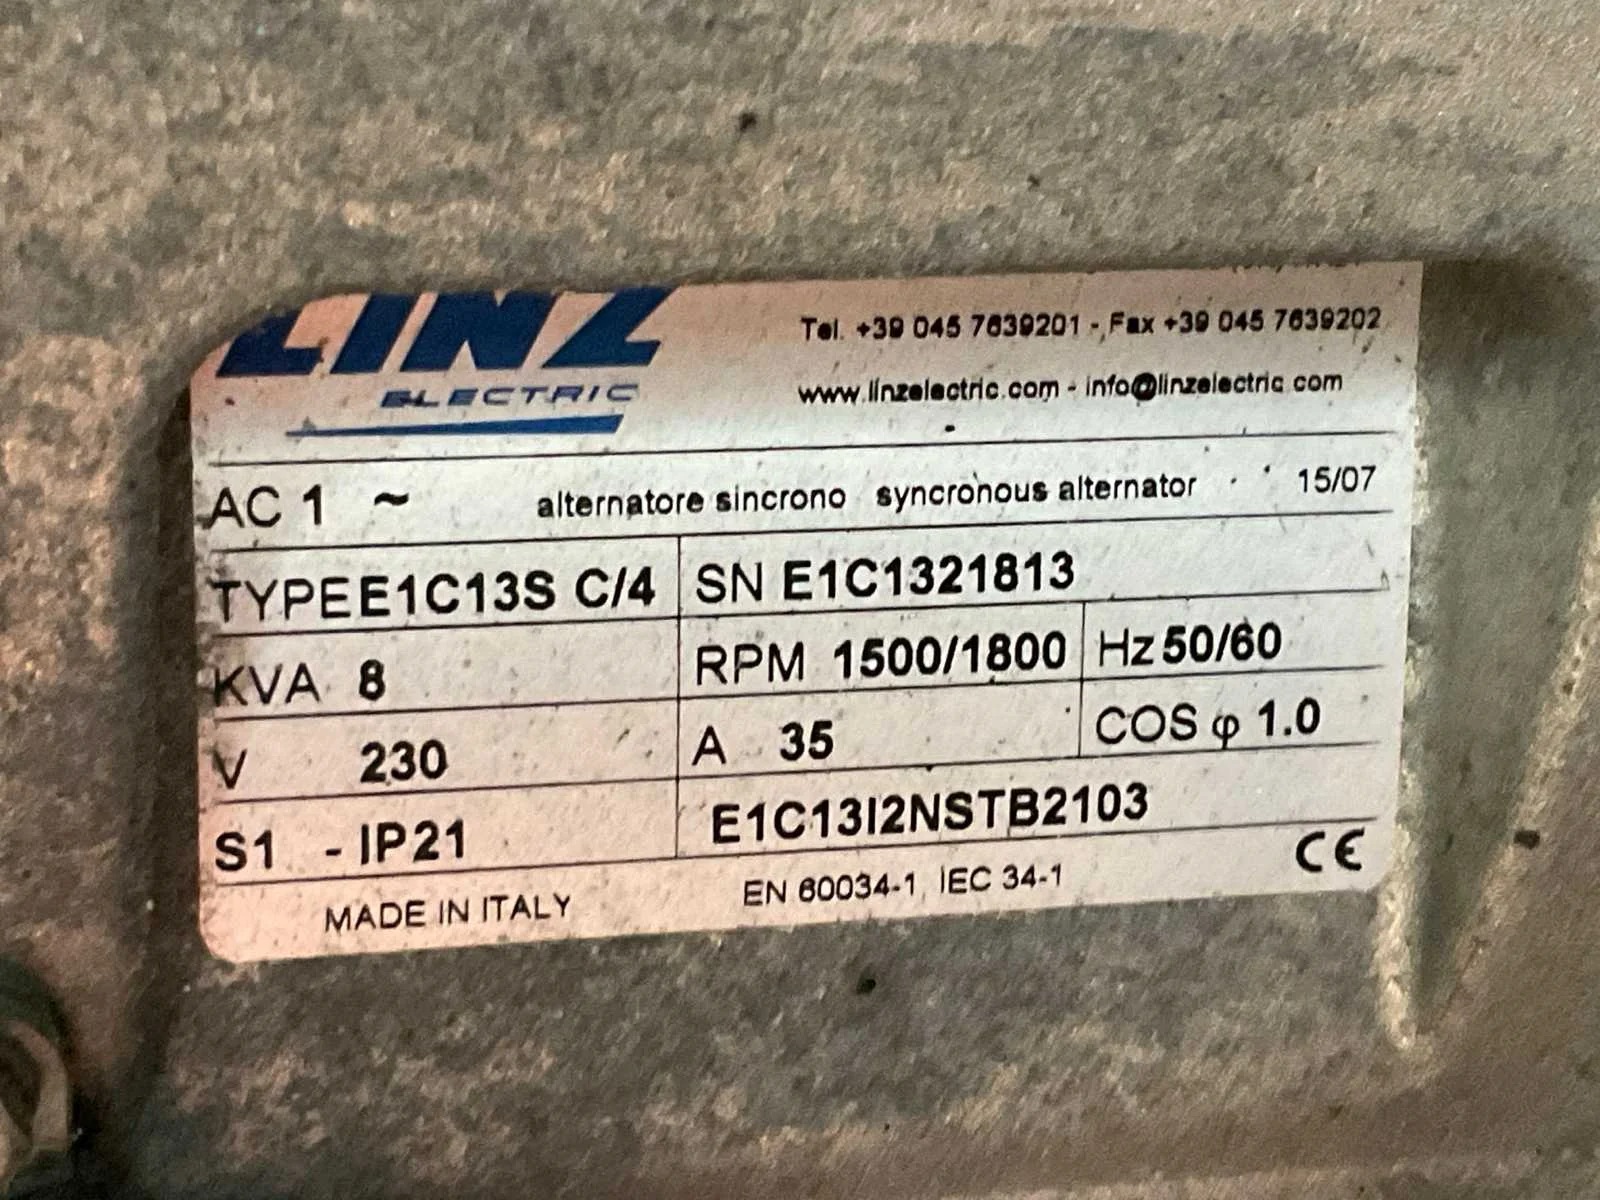 LINZ
ELECTRIC
Tel. +39 045 7639201 - Fax +39 045 7639202
www.linzelectric.com - info@linzelectric com
AC 1 ~ alternatore sincrono syncronous alternator 15/07
TYPE E1C13S C/4 SN E1C1321813
KVA 8 RPM 1500/1800 Hz 50/60
V 230 A 35 COS φ 1.0
S1 - IP21 E1C13I2NSTB2103
MADE IN ITALY EN 60034-1, IEC 34-1 CE